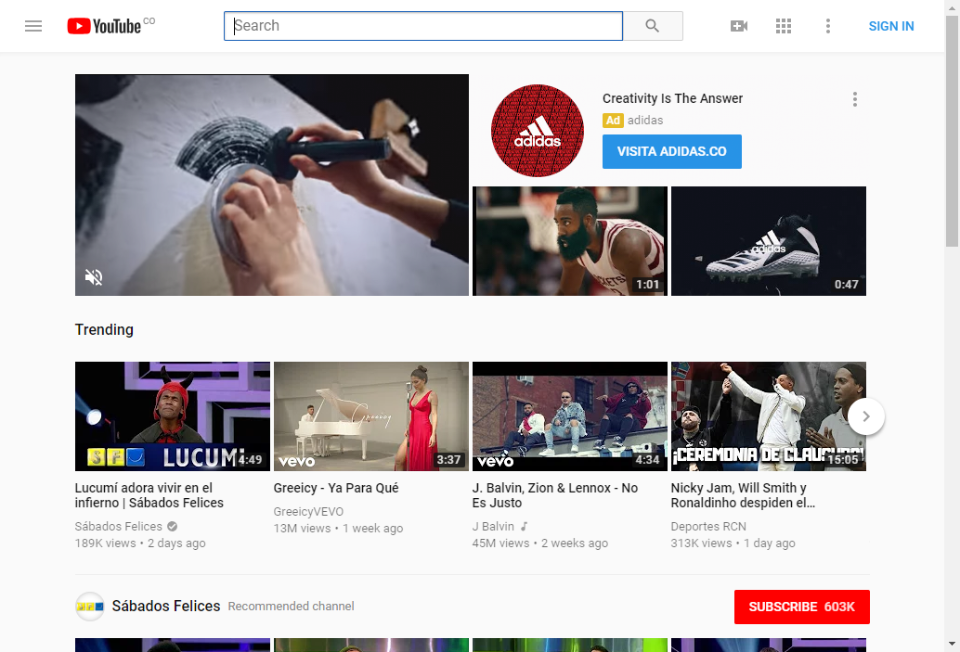 YouTube CO
Search
SIGN IN
Creativity Is The Answer
Ad adidas
VISITA ADIDAS.CO
adidas
adidas
1:01
0:47
Trending
SFO LUCUMÍ
4:49
Greeicy
vevo
3:37
vevo
4:34
¡CEREMONIA DE CLAUSURA!
15:05
Lucumí adora vivir en el
infierno | Sábados Felices
Sábados Felices
189K views • 2 days ago
Greeicy - Ya Para Qué
GreeicyVEVO
13M views • 1 week ago
J. Balvin, Zion & Lennox - No
Es Justo
J Balvin
45M views • 2 weeks ago
Nicky Jam, Will Smith y
Ronaldinho despiden el...
Deportes RCN
313K views • 1 day ago
Sábados Felices Recommended channel
SUBSCRIBE 603K